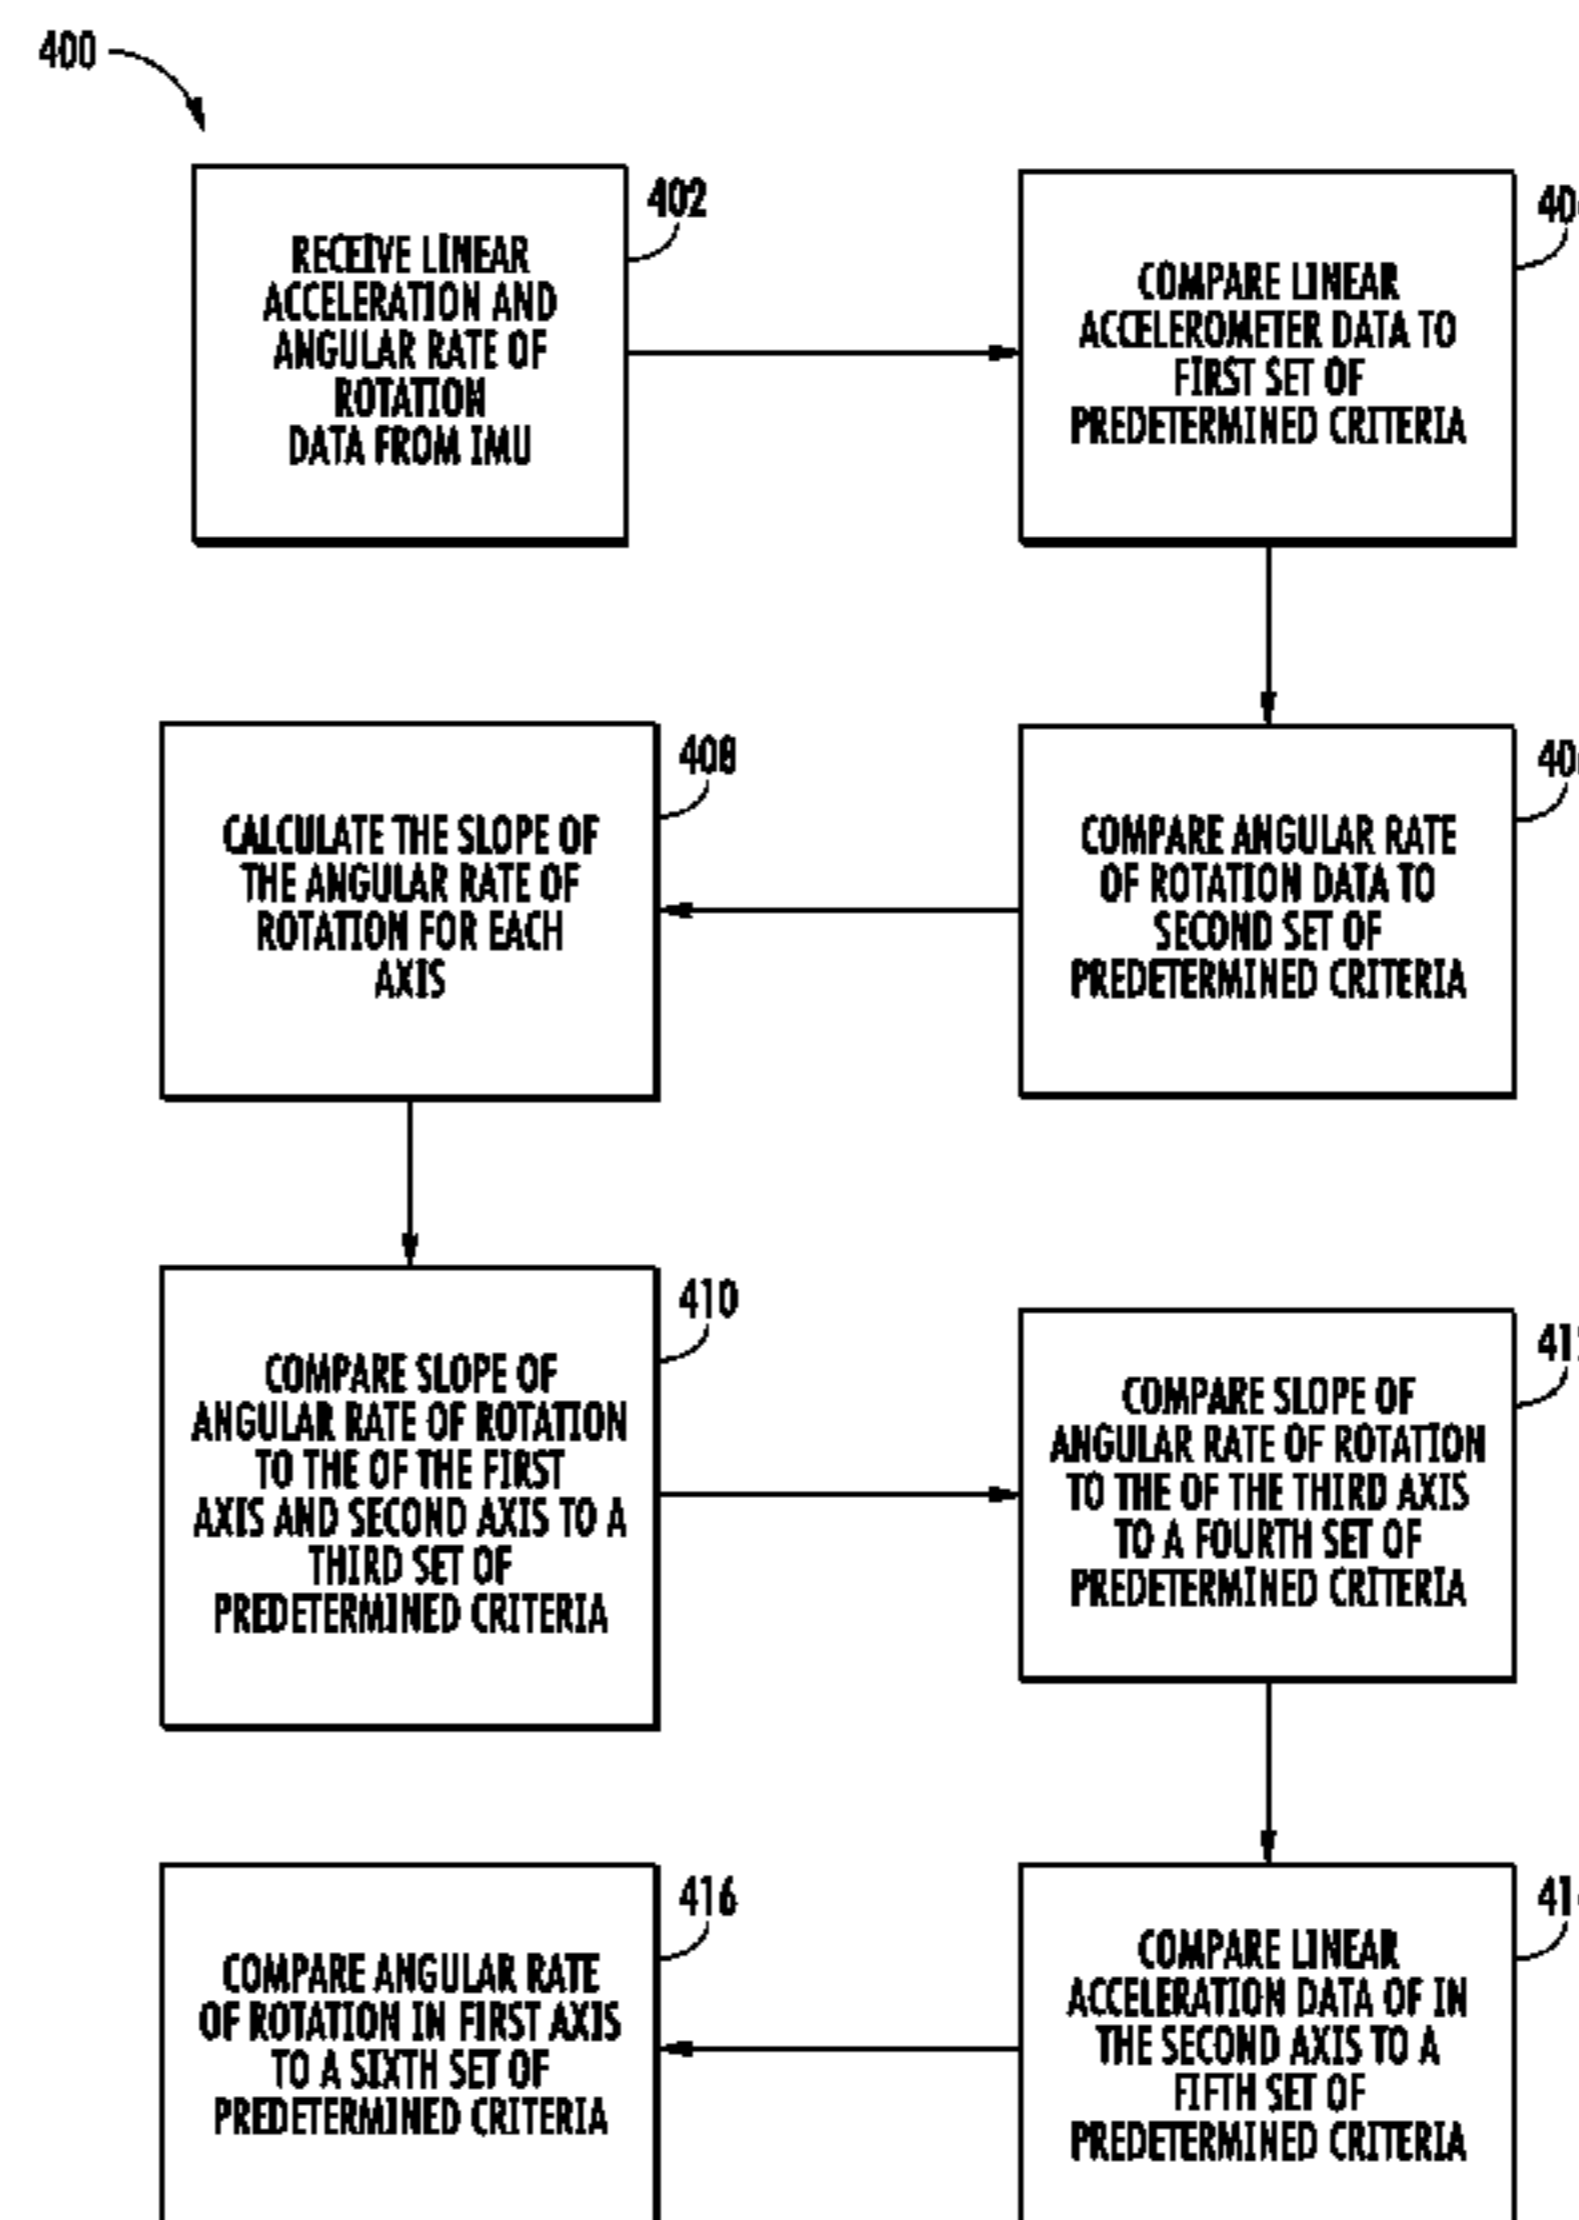 400
402
RECEIVE LINEAR
ACCELERATION AND
ANGULAR RATE OF
ROTATION
DATA FROM IMU
COMPARE LINEAR
ACCELEROMETER DATA TO
FIRST SET OF
PREDETERMINED CRITERIA
COMPARE ANGULAR RATE
OF ROTATION DATA TO
SECOND SET OF
PREDETERMINED CRITERIA
408
CALCULATE THE SLOPE OF
THE ANGULAR RATE OF
ROTATION FOR EACH
AXIS
410
COMPARE SLOPE OF
ANGULAR RATE OF ROTATION
TO THE OF THE FIRST
AXIS AND SECOND AXIS TO A
THIRD SET OF
PREDETERMINED CRITERIA
COMPARE SLOPE OF
ANGULAR RATE OF ROTATION
TO THE OF THE THIRD AXIS
TO A FOURTH SET OF
PREDETERMINED CRITERIA
COMPARE LINEAR
ACCELERATION DATA OF IN
THE SECOND AXIS TO A
FIFTH SET OF
PREDETERMINED CRITERIA
416
COMPARE ANGULAR RATE
OF ROTATION IN FIRST AXIS
TO A SIXTH SET OF
PREDETERMINED CRITERIA